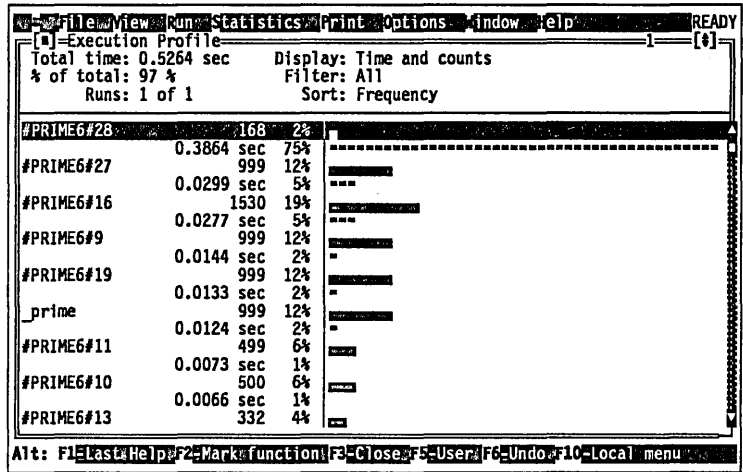 ≡ File View Run Statistics Print Options Window Help READY
[■]=Execution Profile 1 [↕]
Total time: 0.5264 sec Display: Time and counts
% of total: 97 % Filter: All
Runs: 1 of 1 Sort: Frequency
#PRIME6#28 168 2%
0.3864 sec 75%
#PRIME6#27 999 12%
0.0299 sec 5%
#PRIME6#16 1530 19%
0.0277 sec 5%
#PRIME6#9 999 12%
0.0144 sec 2%
#PRIME6#19 999 12%
0.0133 sec 2%
_prime 999 12%
0.0124 sec 2%
#PRIME6#11 499 6%
0.0073 sec 1%
#PRIME6#10 500 6%
0.0066 sec 1%
#PRIME6#13 332 4%
Alt: F1-Last Help F2-Mark function F3-Close F5-User F6-Undo F10-Local menu